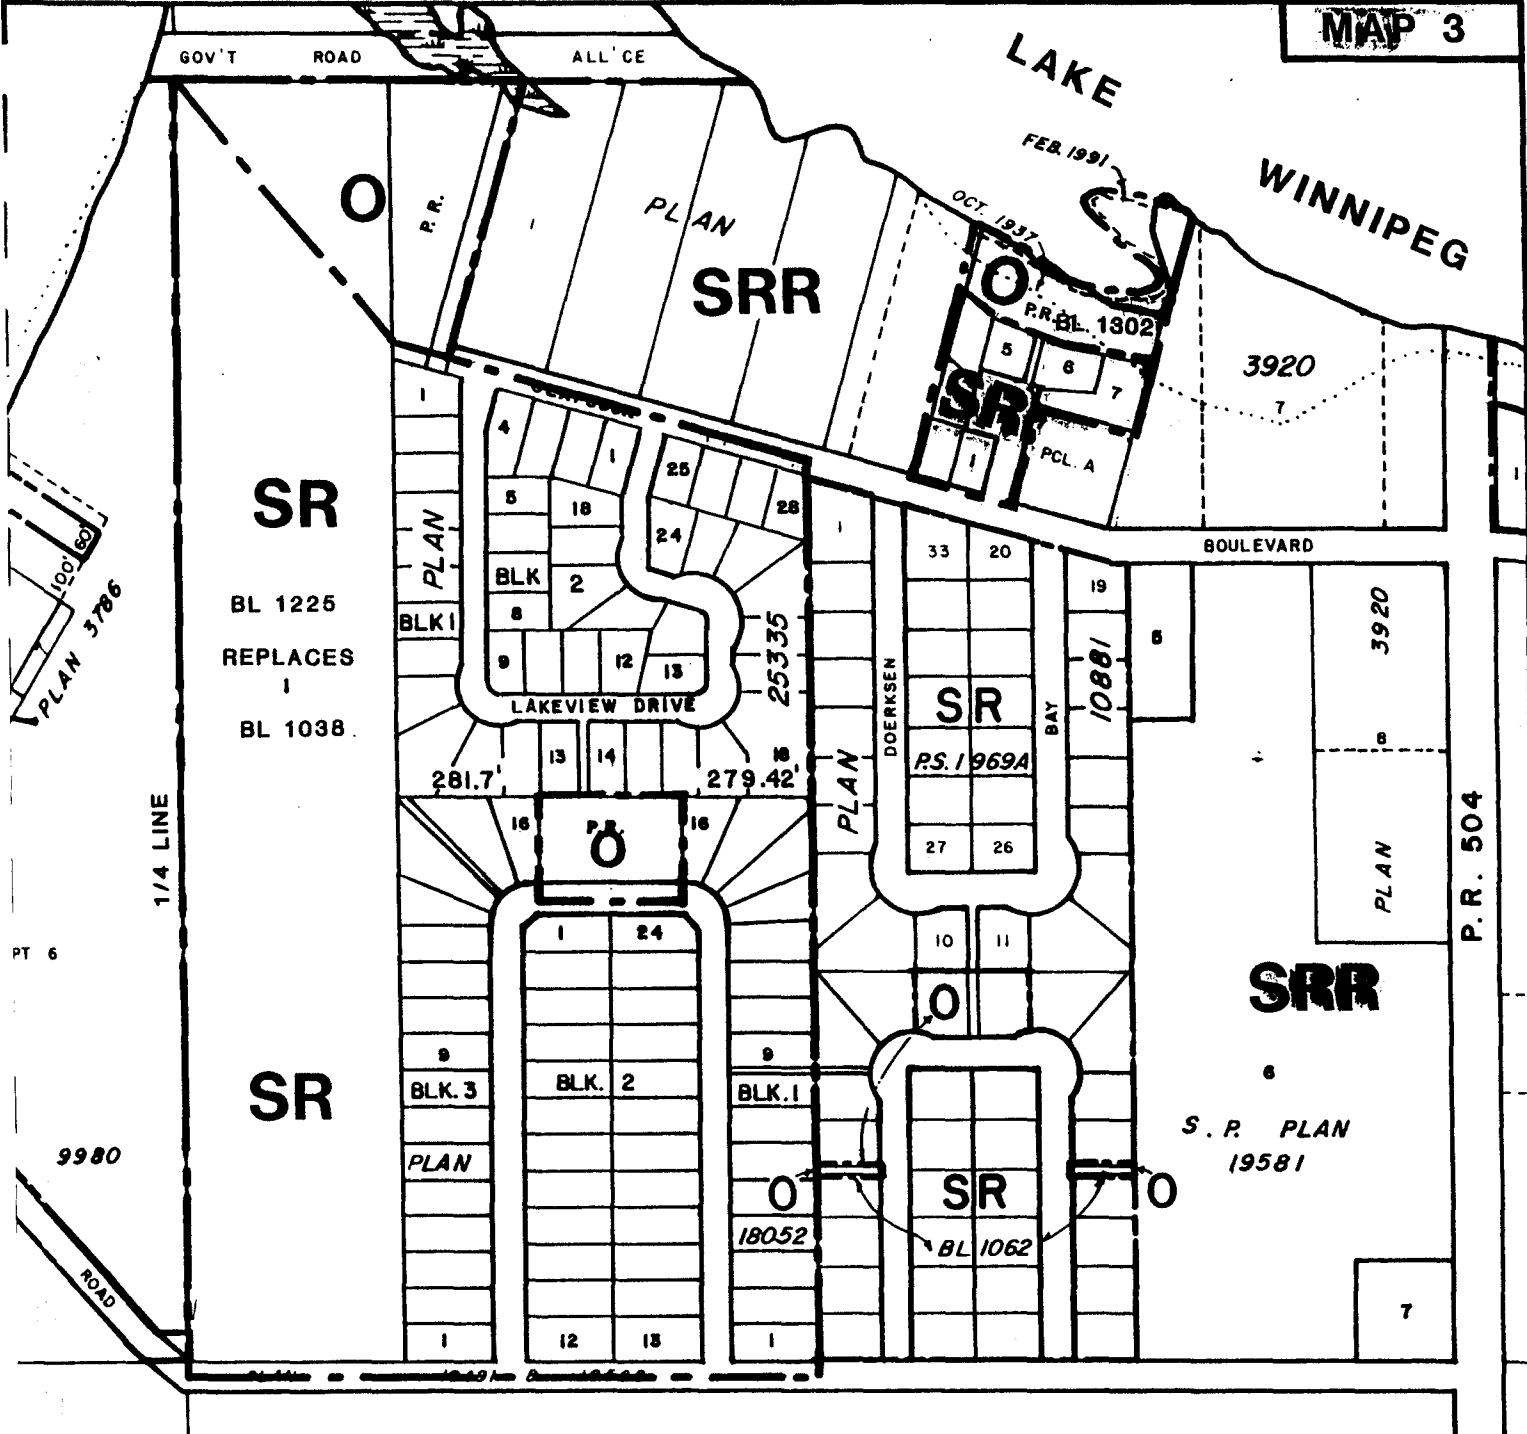 MAP 3
GOV'T ROAD ALL'CE
LAKE
WINNIPEG
FEB. 1991
OCT. 1937
O
P.R.
1
PLAN
SRR
O
P.R.
BL. 1302
5
6
7
SR
1
PCL. A
3920
7
1
1
4
1
25
28
5
18
24
SR
PLAN
BLK
2
8
BLK 1
9
12
13
LAKEVIEW DRIVE
25335
60'
100'
PLAN 3786
BL 1225
REPLACES
1
BL 1038
13
14
18
281.7'
279.42'
1
33
20
BOULEVARD
19
6
DOERKSEN
BAY
10881
SR
P.S. 1969A
PLAN
27
26
3920
8
PLAN
P.R. 504
1/4 LINE
16
P.R.
O
16
1
24
10
11
O
PT 6
SRR
6
S.P. PLAN
19581
9
BLK. 3
BLK. 2
9
BLK. 1
SR
PLAN
9980
O
18052
SR
O
BL 1062
ROAD
1
12
13
1
7
PLAN